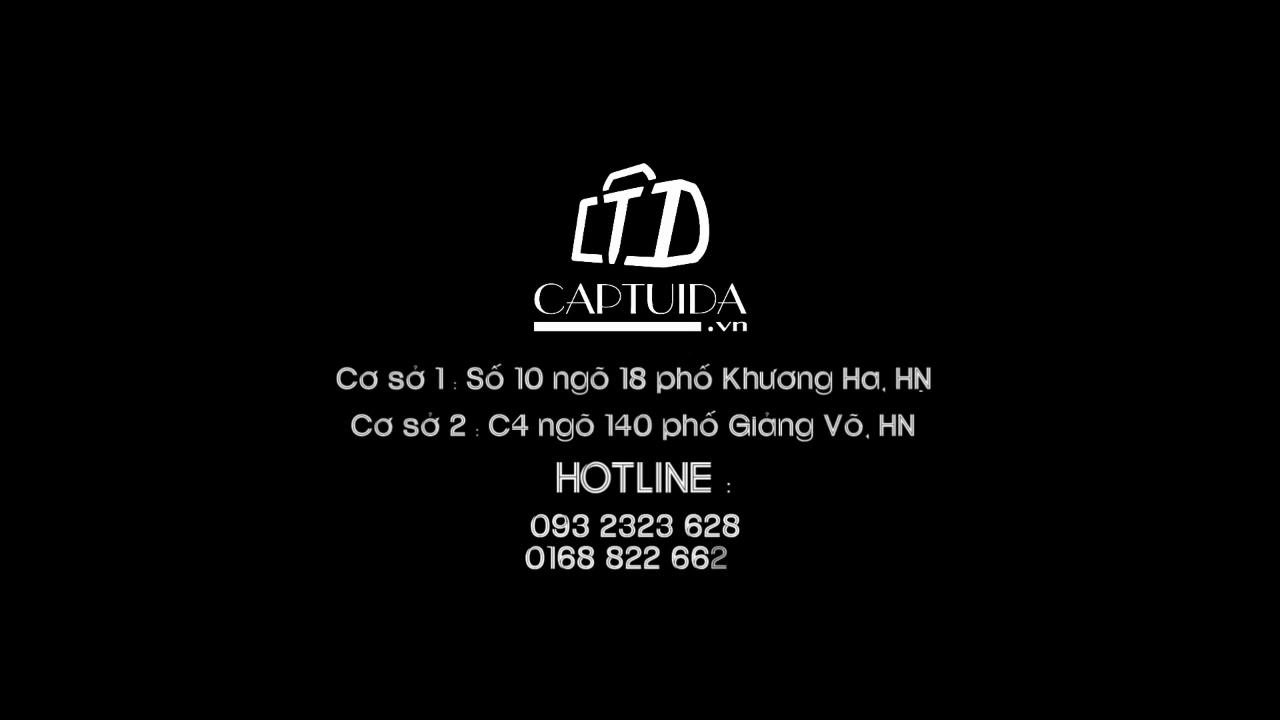 CTD
CAPTUIDA
.vn
Cơ sở 1 : Số 10 ngõ 18 phố Khương Hạ, HN
Cơ sở 2 : C4 ngõ 140 phố Giảng Võ, HN
HOTLINE :
093 2323 628
0168 822 662